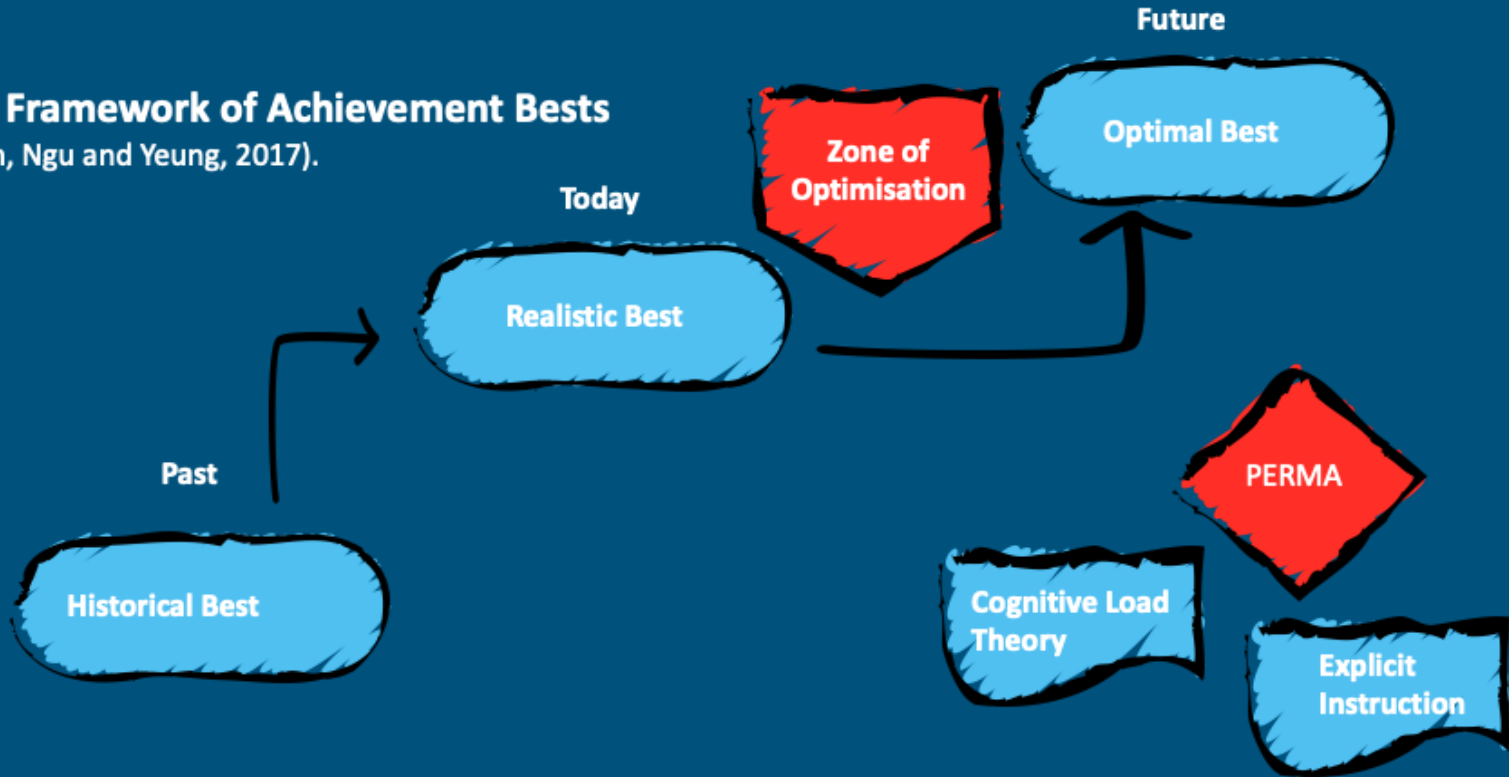 Future
Framework of Achievement Bests
Ngu and Yeung, 2017).
Optimal Best
Zone of
Optimisation
Today
Realistic Best
Past
PERMA
Historical Best
Cognitive Load
Theory
Explicit
Instruction